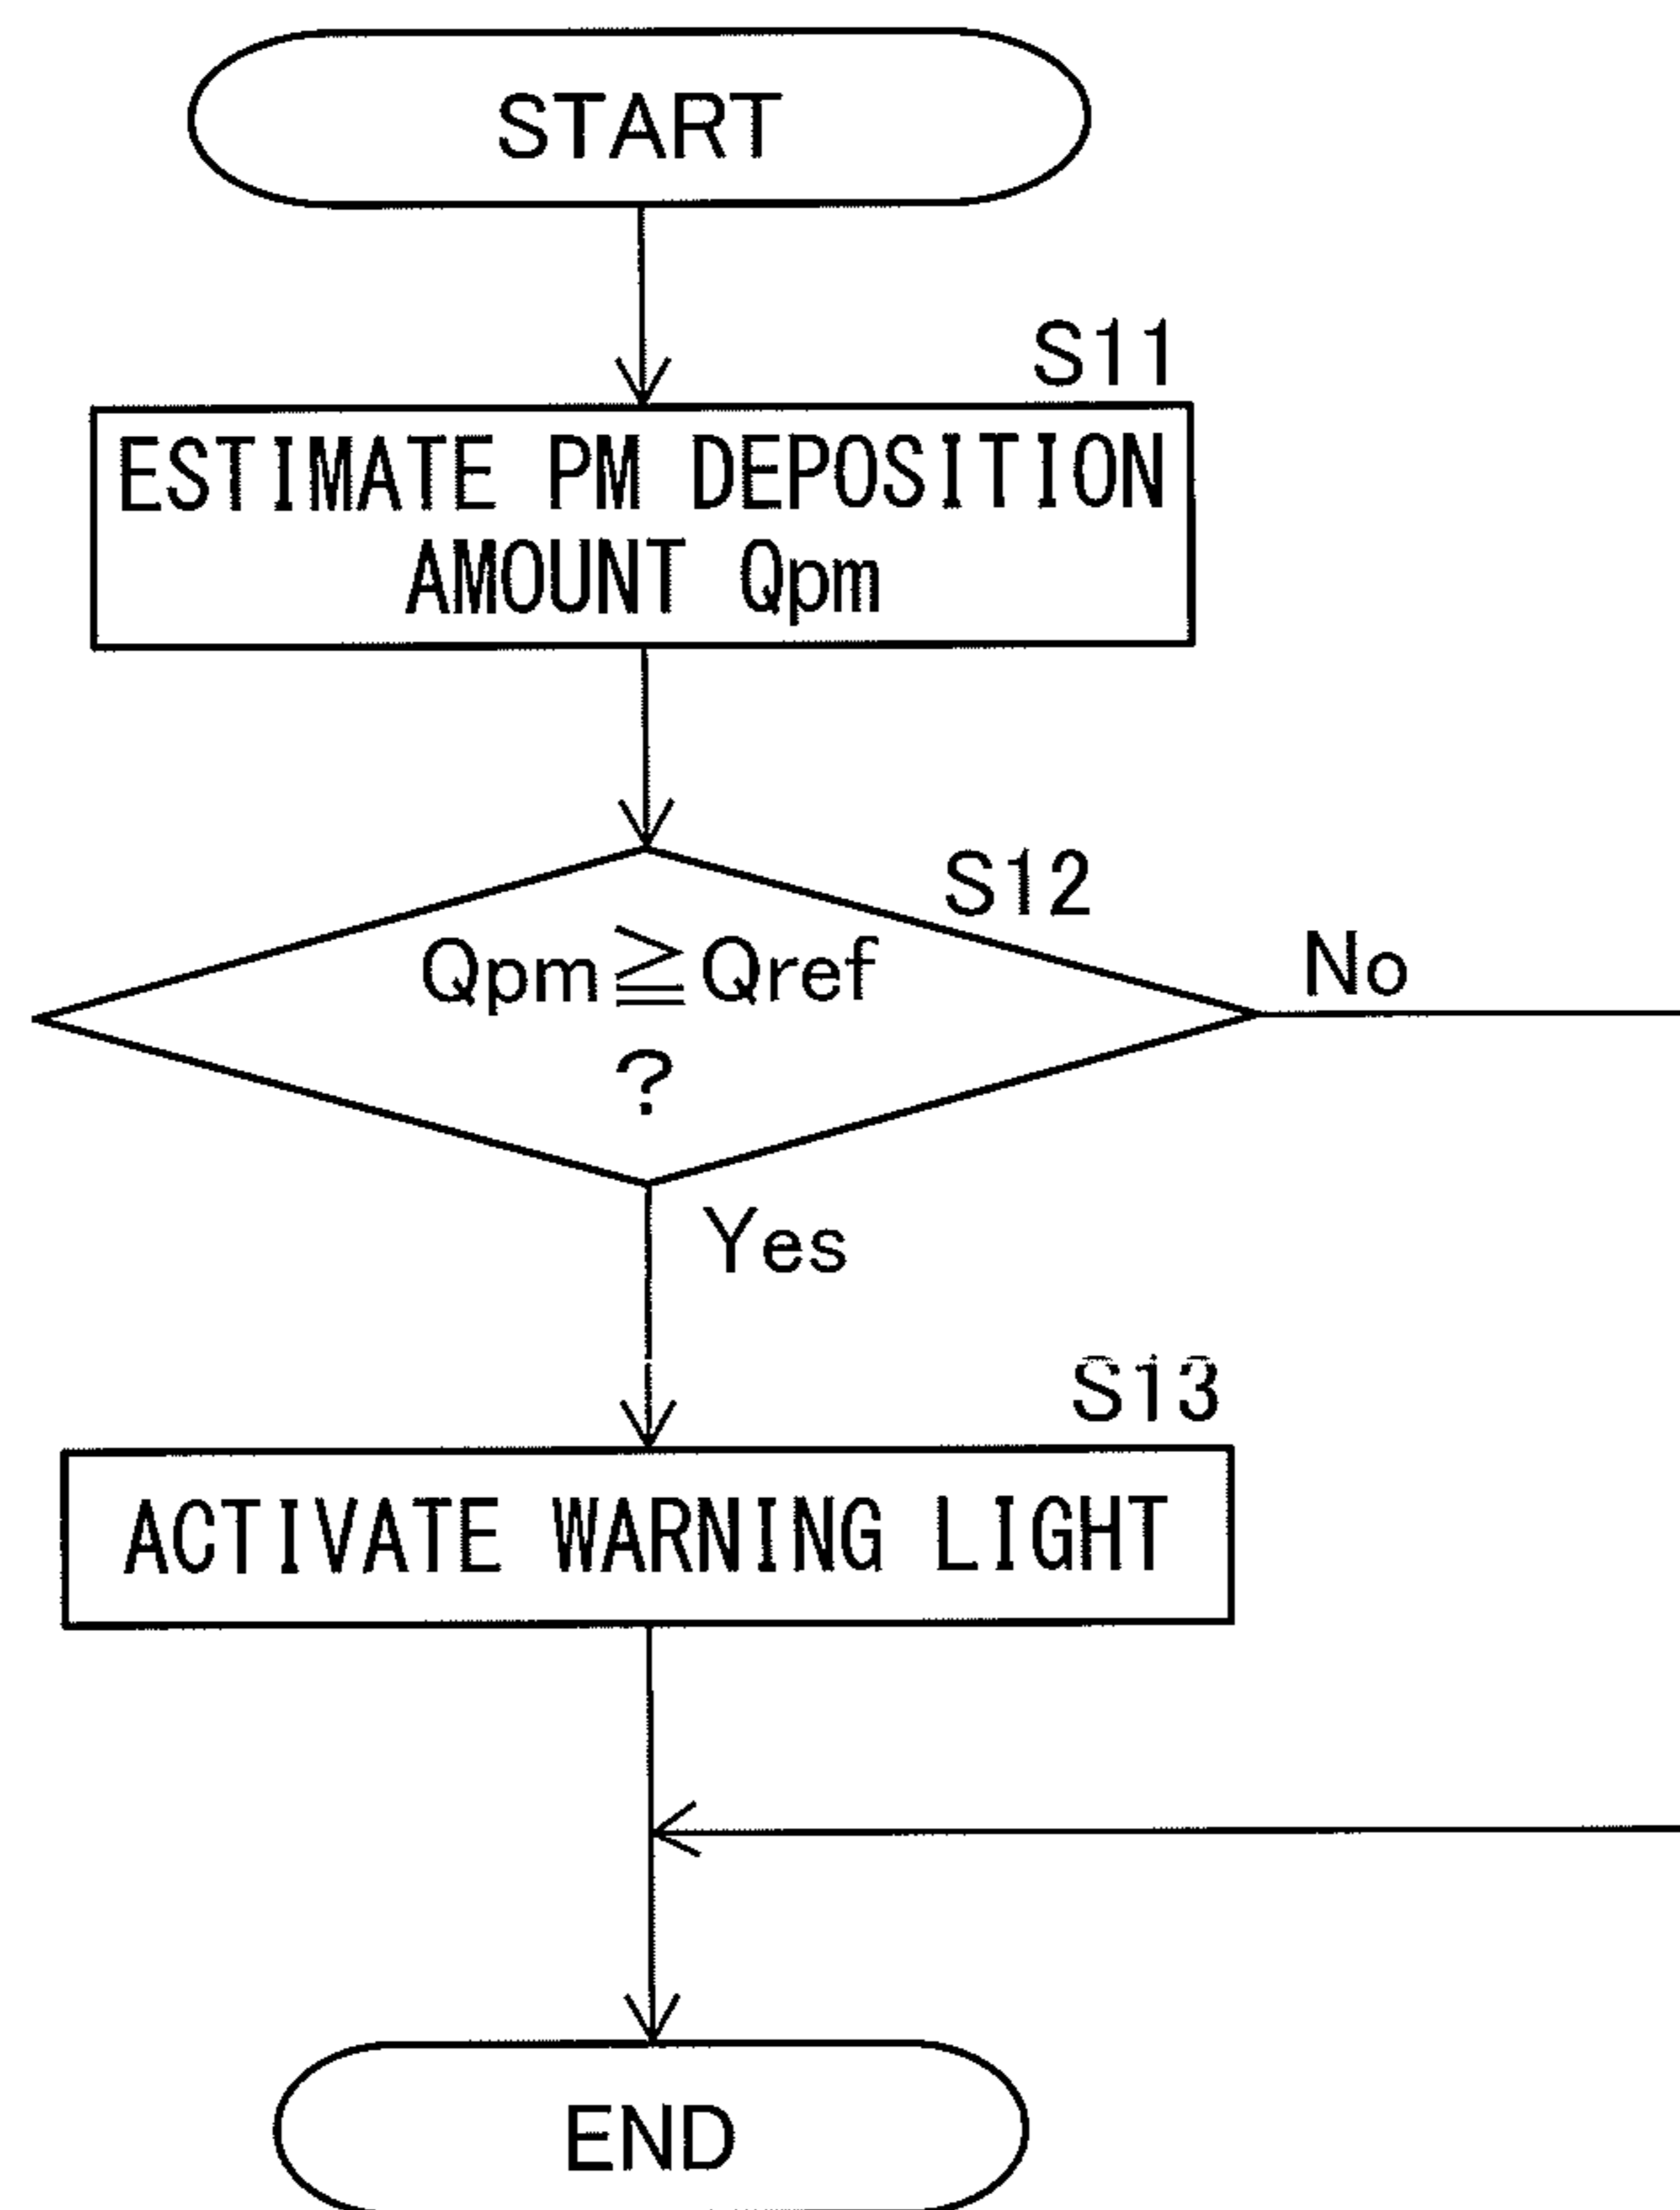 START
S11
ESTIMATE PM DEPOSITION
AMOUNT Qpm
S12
Qpm≧Qref
?
No
Yes
S13
ACTIVATE WARNING LIGHT
END